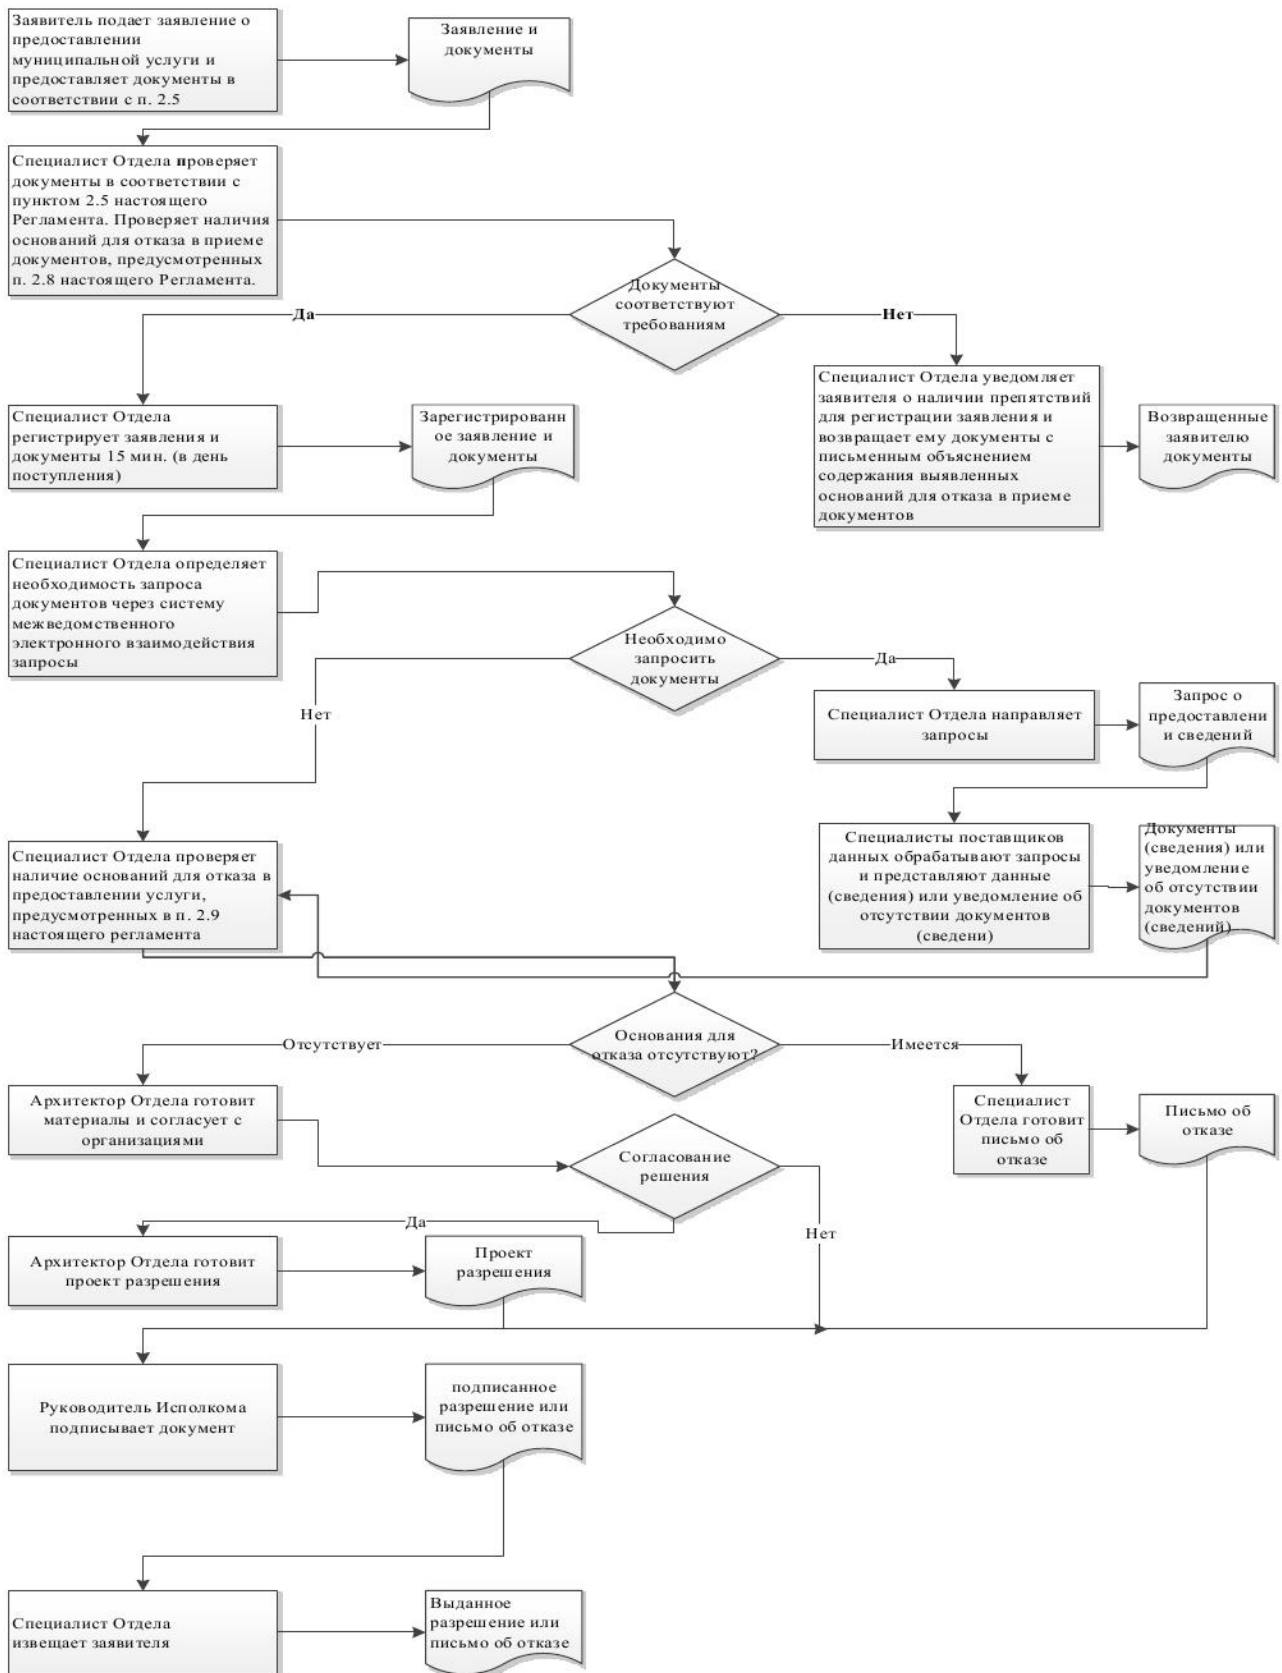 Заявитель подает заявление о
предоставлении
муниципальной услуги и
предоставляет документы в
соответствии с п. 2.5
Заявление и
документы
Специалист Отдела проверяет
документы в соответствии с
пунктом 2.5 настоящего
Регламента. Проверяет наличия
оснований для отказа в приеме
документов, предусмотренных
п. 2.8 настоящего Регламента.
Документы
соответствуют
требованиям
Да
Нет
Специалист Отдела
регистрирует заявления и
документы 15 мин. (в день
поступления)
Зарегистрированн
ое заявление и
документы
Специалист Отдела уведомляет
заявителя о наличии препятствий
для регистрации заявления и
возвращает ему документы с
письменным объяснением
содержания выявленных
оснований для отказа в приеме
документов
Возвращенные
заявителю
документы
Специалист Отдела определяет
необходимость запроса
документов через систему
межведомственного
электронного взаимодействия
запросы
Необходимо
запросить
документы
Да
Нет
Специалист Отдела направляет
запросы
Запрос о
предоставлени
и сведений
Специалист Отдела проверяет
наличие оснований для отказа в
предоставлении услуги,
предусмотренных в п. 2.9
настоящего регламента
Специалисты поставщиков
данных обрабатывают запросы
и представляют данные
(сведения) или уведомление об
отсутствии документов
(сведени)
Документы
(сведения) или
уведомление
об отсутствии
документов
(сведений)
Основания для
отказа отсутствуют?
Отсутствует
Имеется
Архитектор Отдела готовит
материалы и согласует с
организациями
Согласование
решения
Специалист
Отдела готовит
письмо об
отказе
Письмо об
отказе
Да
Нет
Архитектор Отдела готовит
проект разрешения
Проект
разрешения
Руководитель Исполкома
подписывает документ
подписанное
разрешение или
письмо об отказе
Специалист Отдела
извещает заявителя
Выданное
разрешение или
письмо об отказе